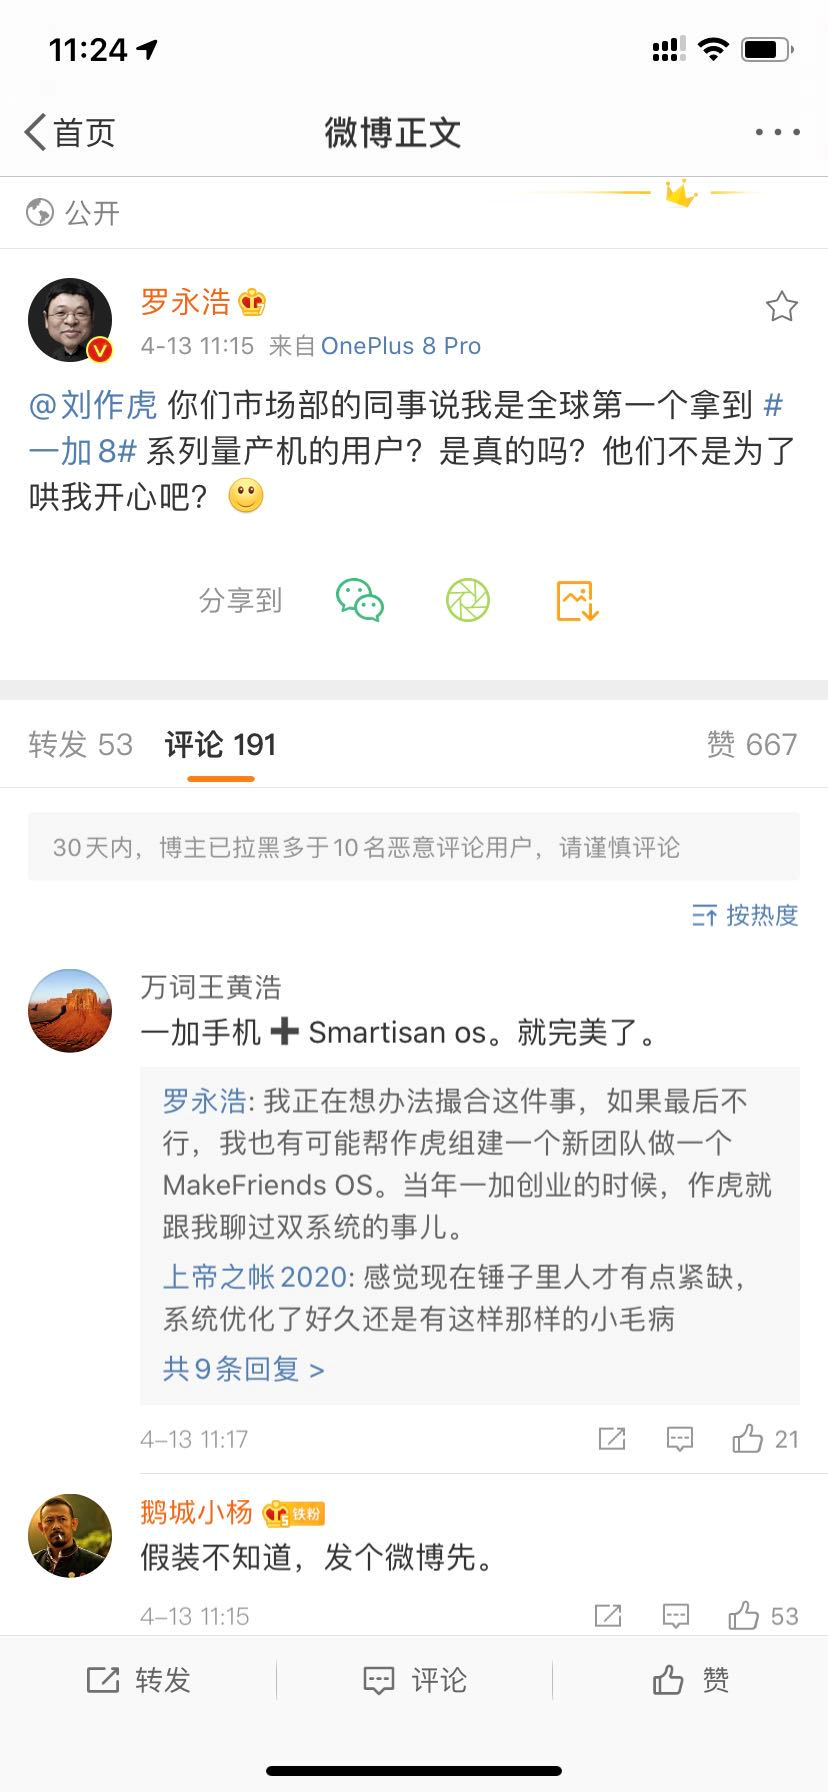 11:24
首页
微博正文
公开
罗永浩
4-13 11:15 来自 OnePlus 8 Pro
@刘作虎 你们市场部的同事说我是全球第一个拿到 #
一加8# 系列量产机的用户？是真的吗？他们不是为了
哄我开心吧？
分享到
转发 53 评论 191 赞 667
30天内，博主已拉黑多于10名恶意评论用户，请谨慎评论
按热度
万词王黄浩
一加手机 ➕ Smartisan os。就完美了。
罗永浩: 我正在想办法撮合这件事，如果最后不
行，我也有可能帮作虎组建一个新团队做一个
MakeFriends OS。当年一加创业的时候，作虎就
跟我聊过双系统的事儿。
上帝之帐2020: 感觉现在锤子里人才有点紧缺，
系统优化了好久还是有这样那样的小毛病
共9条回复 >
4-13 11:17 21
鹅城小杨 5 铁粉
假装不知道，发个微博先。
4-13 11:15 53
转发 评论 赞